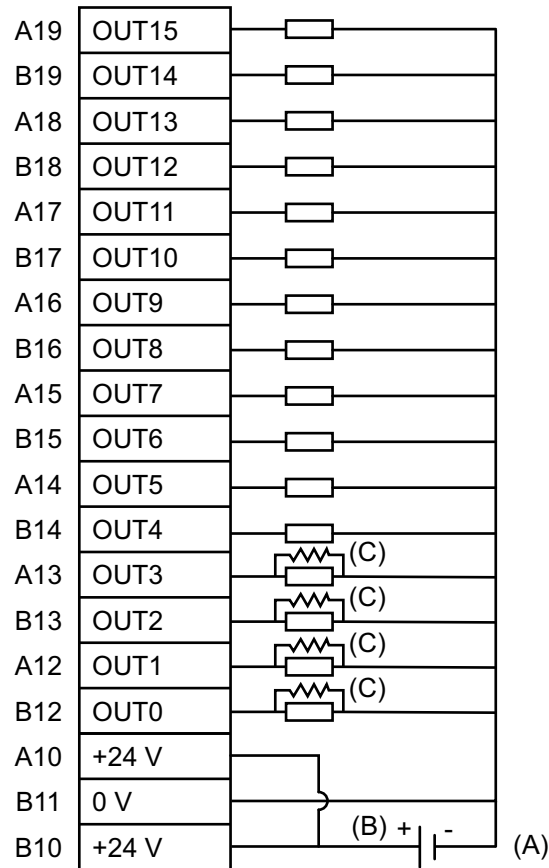 A19 OUT15
B19 OUT14
A18 OUT13
B18 OUT12
A17 OUT11
B17 OUT10
A16 OUT9
B16 OUT8
A15 OUT7
B15 OUT6
A14 OUT5
B14 OUT4
(C)
A13 OUT3
(C)
B13 OUT2
(C)
A12 OUT1
(C)
B12 OUT0
A10 +24 V
B11 0 V
B10 +24 V (B) + - (A)